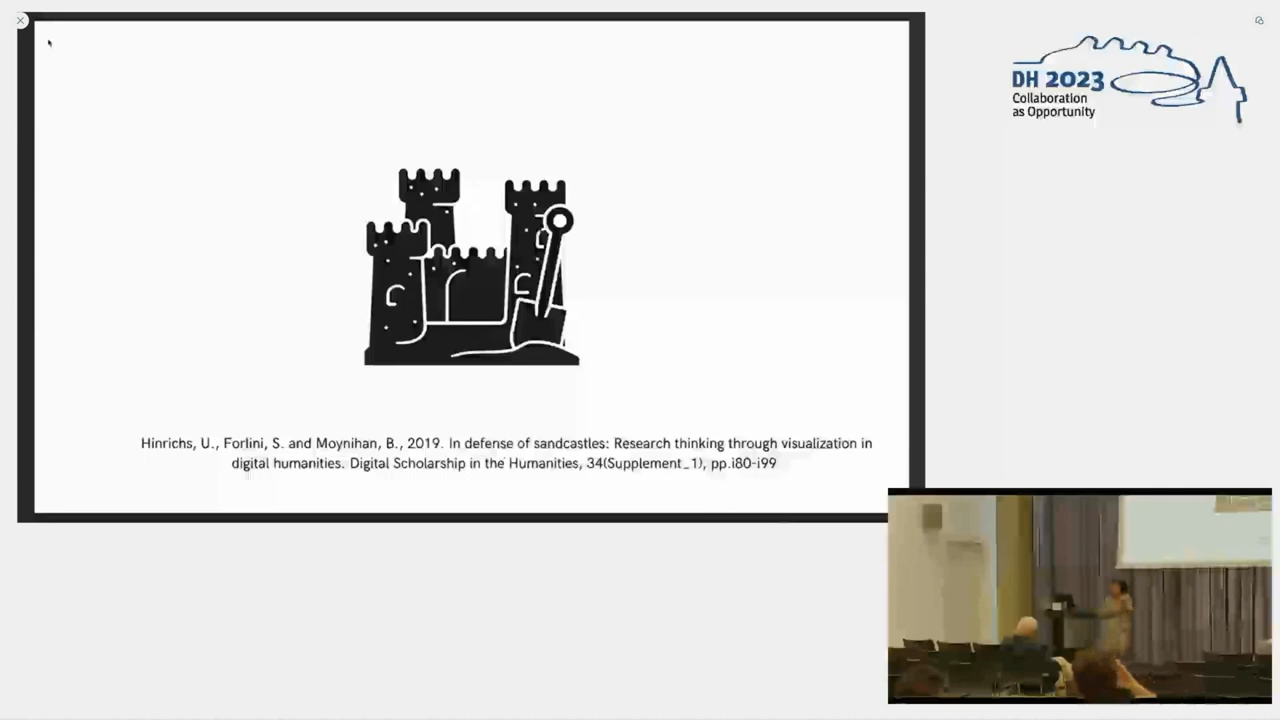 DH 2023
Collaboration
as Opportunity
Hinrichs, U., Forlini, S. and Moynihan, B., 2019. In defense of sandcastles: Research thinking through visualization in
digital humanities. Digital Scholarship in the Humanities, 34(Supplement_1), pp.i80-i99